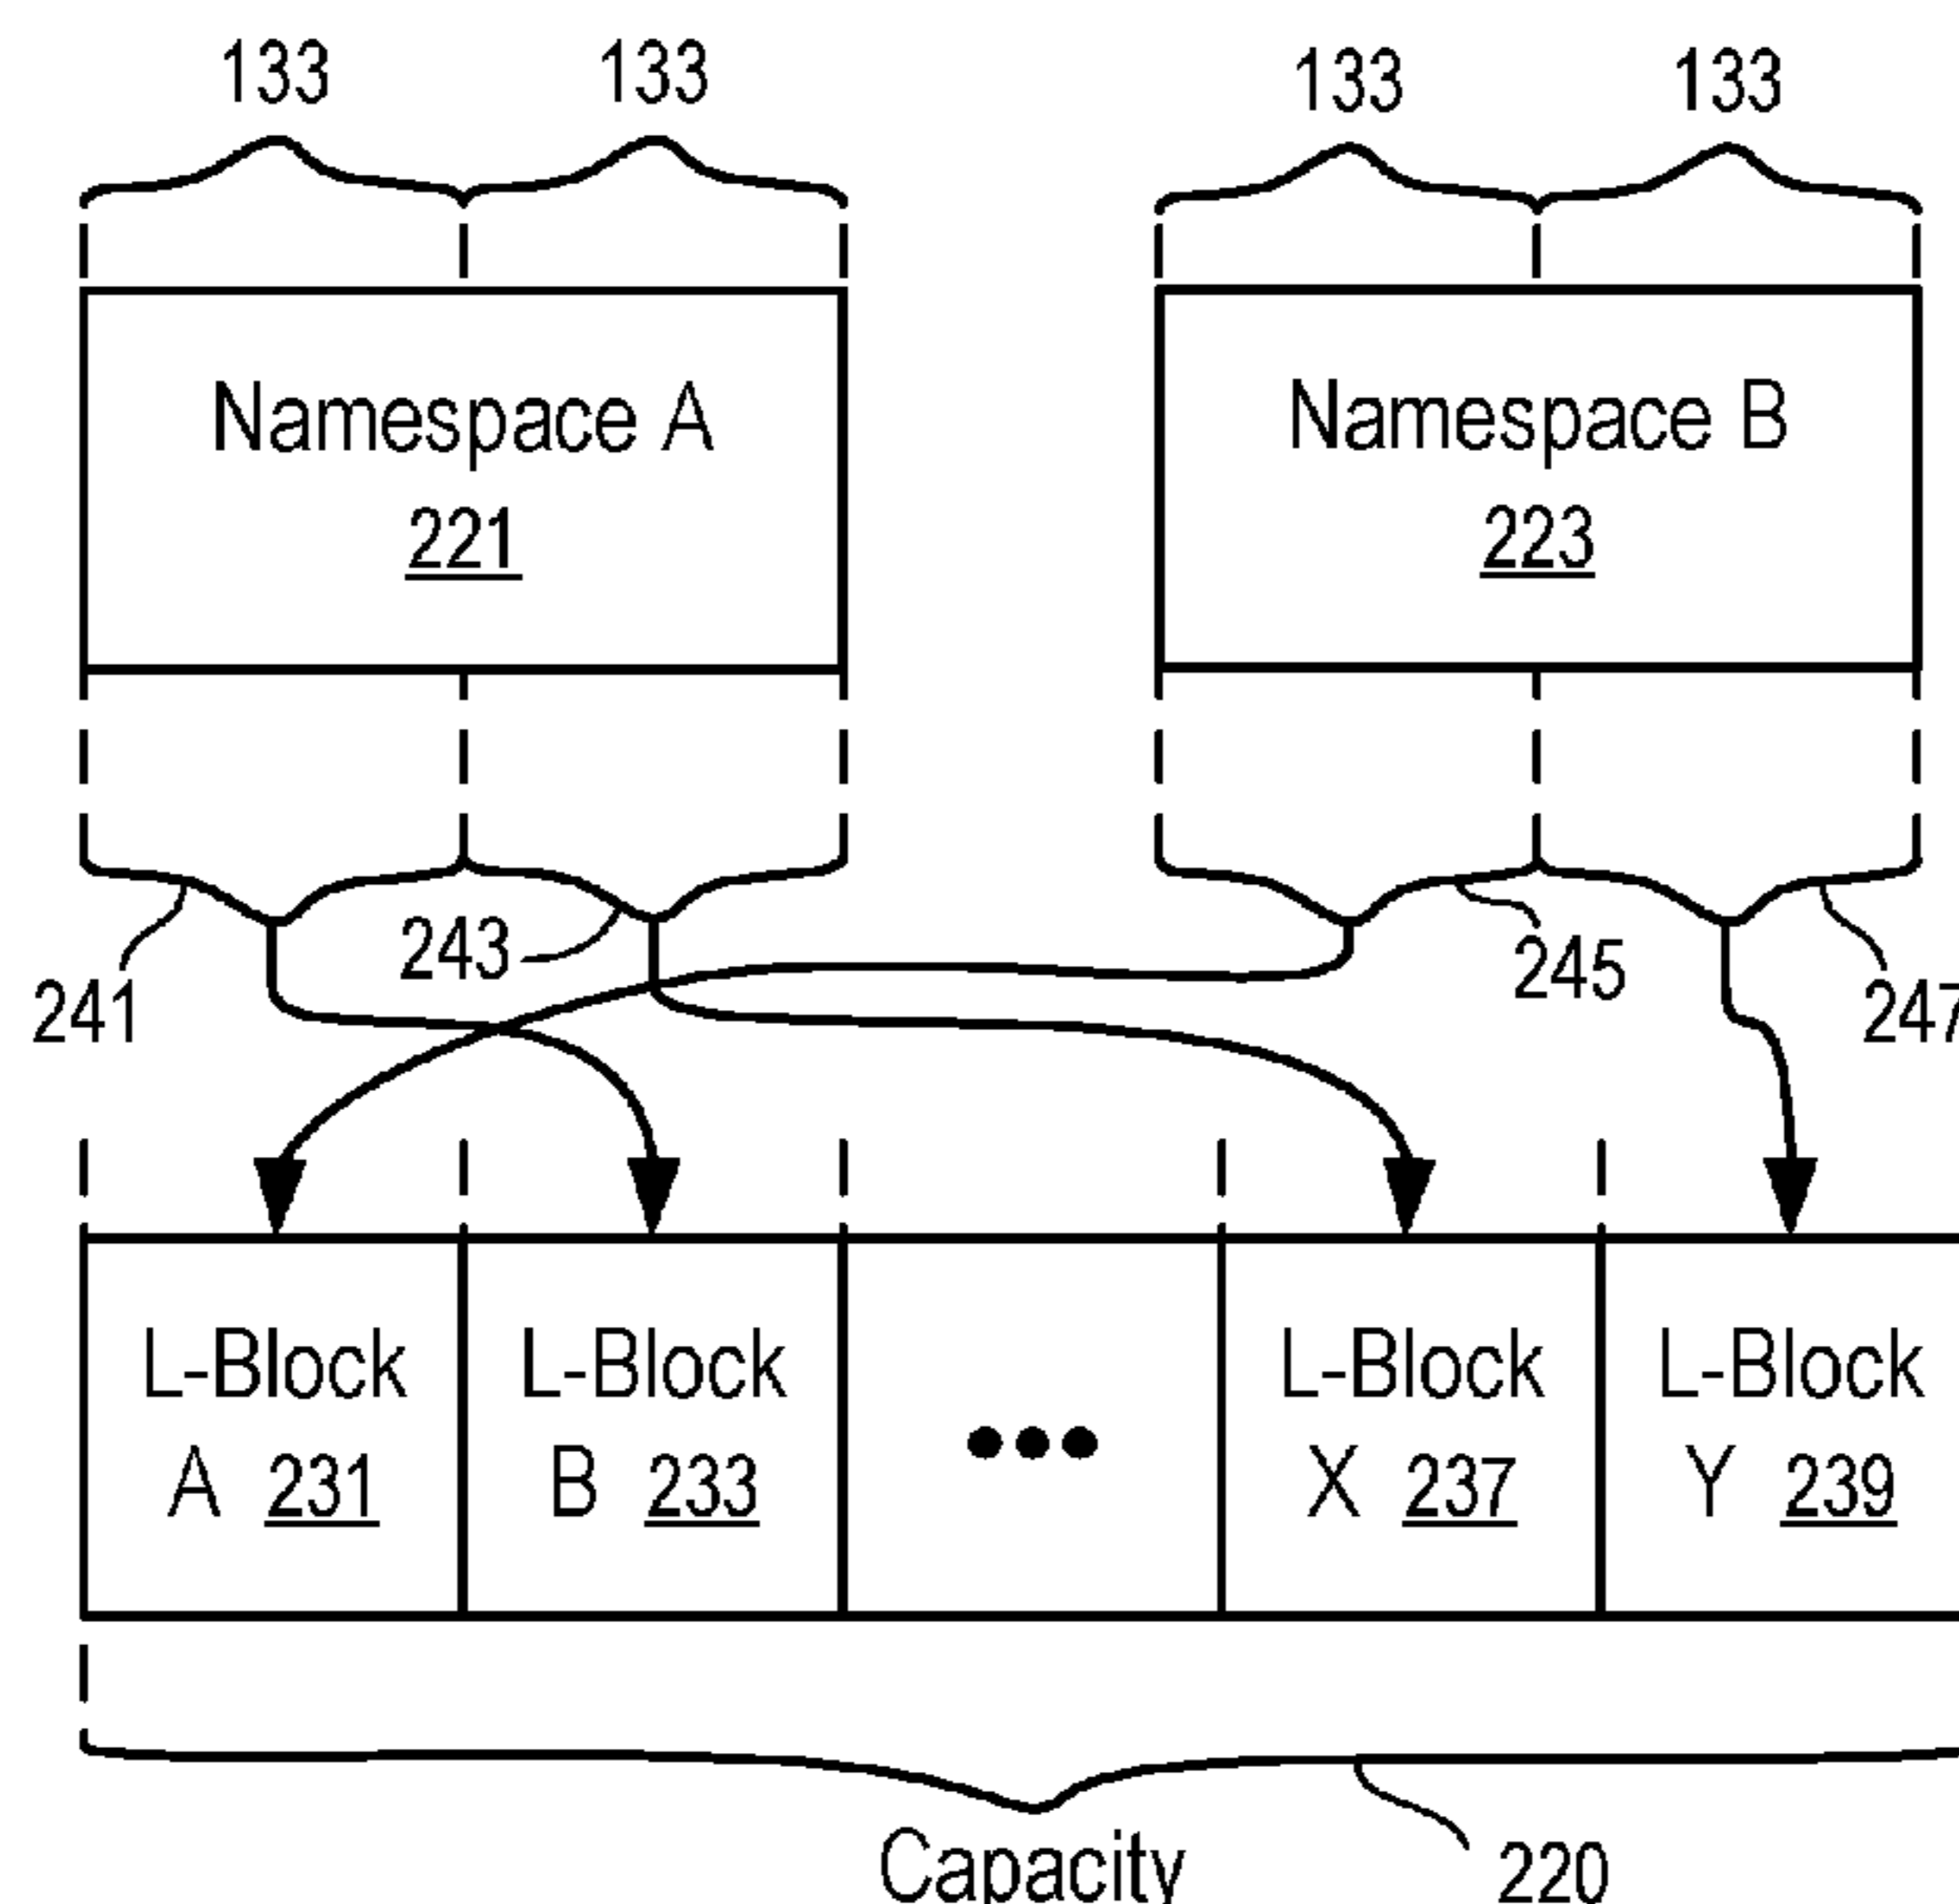 133 133 133 133
Namespace A
221
Namespace B
223
241 243 245 247
L-Block
A 231
L-Block
B 233
●●●
L-Block
X 237
L-Block
Y 239
Capacity 220